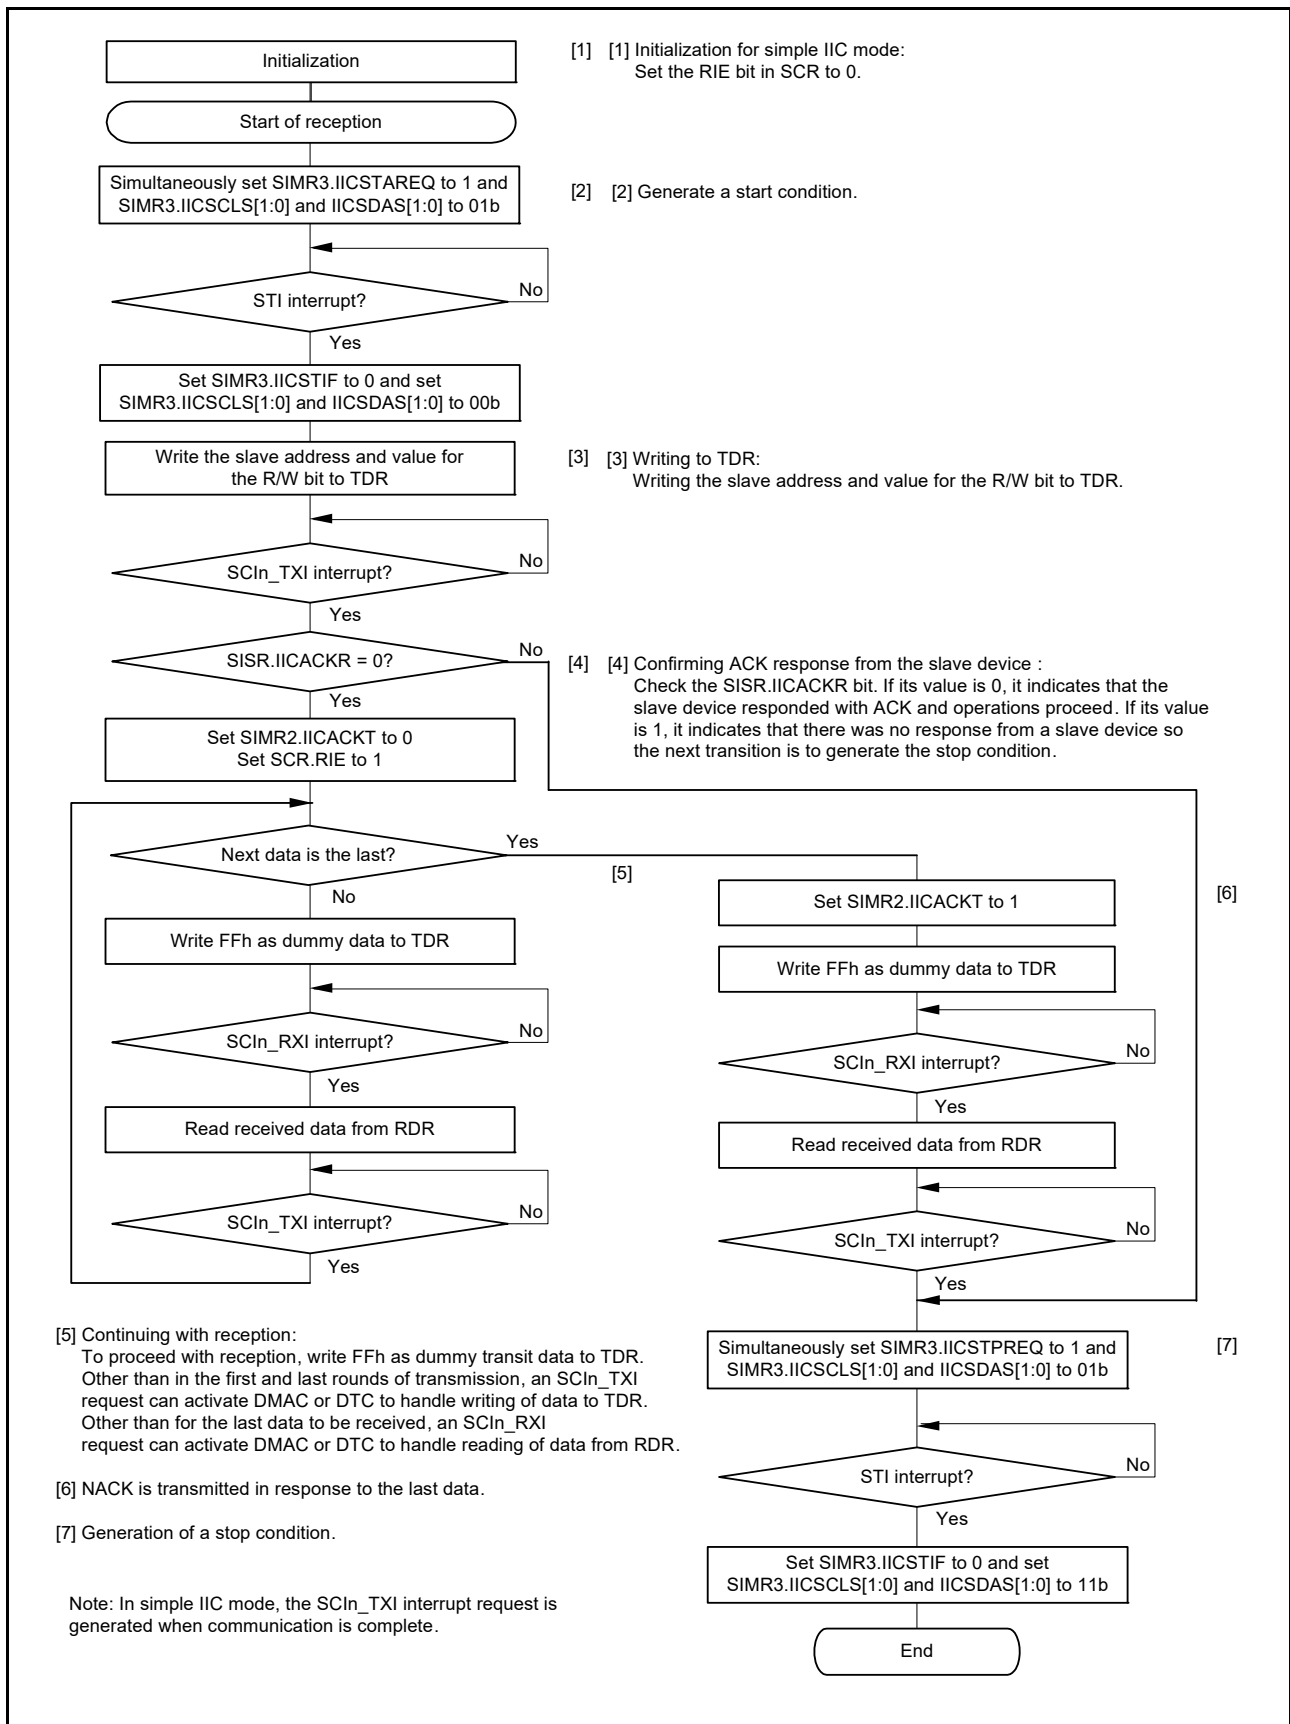 Initialization
[1] [1] Initialization for simple IIC mode:
Set the RIE bit in SCR to 0.
Start of reception
Simultaneously set SIMR3.IICSTAREQ to 1 and
SIMR3.IICSCLS[1:0] and IICSDAS[1:0] to 01b
[2] [2] Generate a start condition.
STI interrupt?
No
Yes
Set SIMR3.IICSTIF to 0 and set
SIMR3.IICSCLS[1:0] and IICSDAS[1:0] to 00b
Write the slave address and value for
the R/W bit to TDR
[3] [3] Writing to TDR:
Writing the slave address and value for the R/W bit to TDR.
SCIn_TXI interrupt?
No
Yes
SISR.IICACKR = 0?
No
Yes
[4] [4] Confirming ACK response from the slave device :
Check the SISR.IICACKR bit. If its value is 0, it indicates that the
slave device responded with ACK and operations proceed. If its value
is 1, it indicates that there was no response from a slave device so
the next transition is to generate the stop condition.
Set SIMR2.IICACKT to 0
Set SCR.RIE to 1
Next data is the last?
Yes
[5]
No
Write FFh as dummy data to TDR
SCIn_RXI interrupt?
No
Yes
Read received data from RDR
SCIn_TXI interrupt?
No
Yes
[6]
Set SIMR2.IICACKT to 1
Write FFh as dummy data to TDR
SCIn_RXI interrupt?
No
Yes
Read received data from RDR
SCIn_TXI interrupt?
No
Yes
[7]
Simultaneously set SIMR3.IICSTPREQ to 1 and
SIMR3.IICSCLS[1:0] and IICSDAS[1:0] to 01b
STI interrupt?
No
Yes
Set SIMR3.IICSTIF to 0 and set
SIMR3.IICSCLS[1:0] and IICSDAS[1:0] to 11b
End
[5] Continuing with reception:
To proceed with reception, write FFh as dummy transit data to TDR.
Other than in the first and last rounds of transmission, an SCIn_TXI
request can activate DMAC or DTC to handle writing of data to TDR.
Other than for the last data to be received, an SCIn_RXI
request can activate DMAC or DTC to handle reading of data from RDR.
[6] NACK is transmitted in response to the last data.
[7] Generation of a stop condition.
Note: In simple IIC mode, the SCIn_TXI interrupt request is
generated when communication is complete.